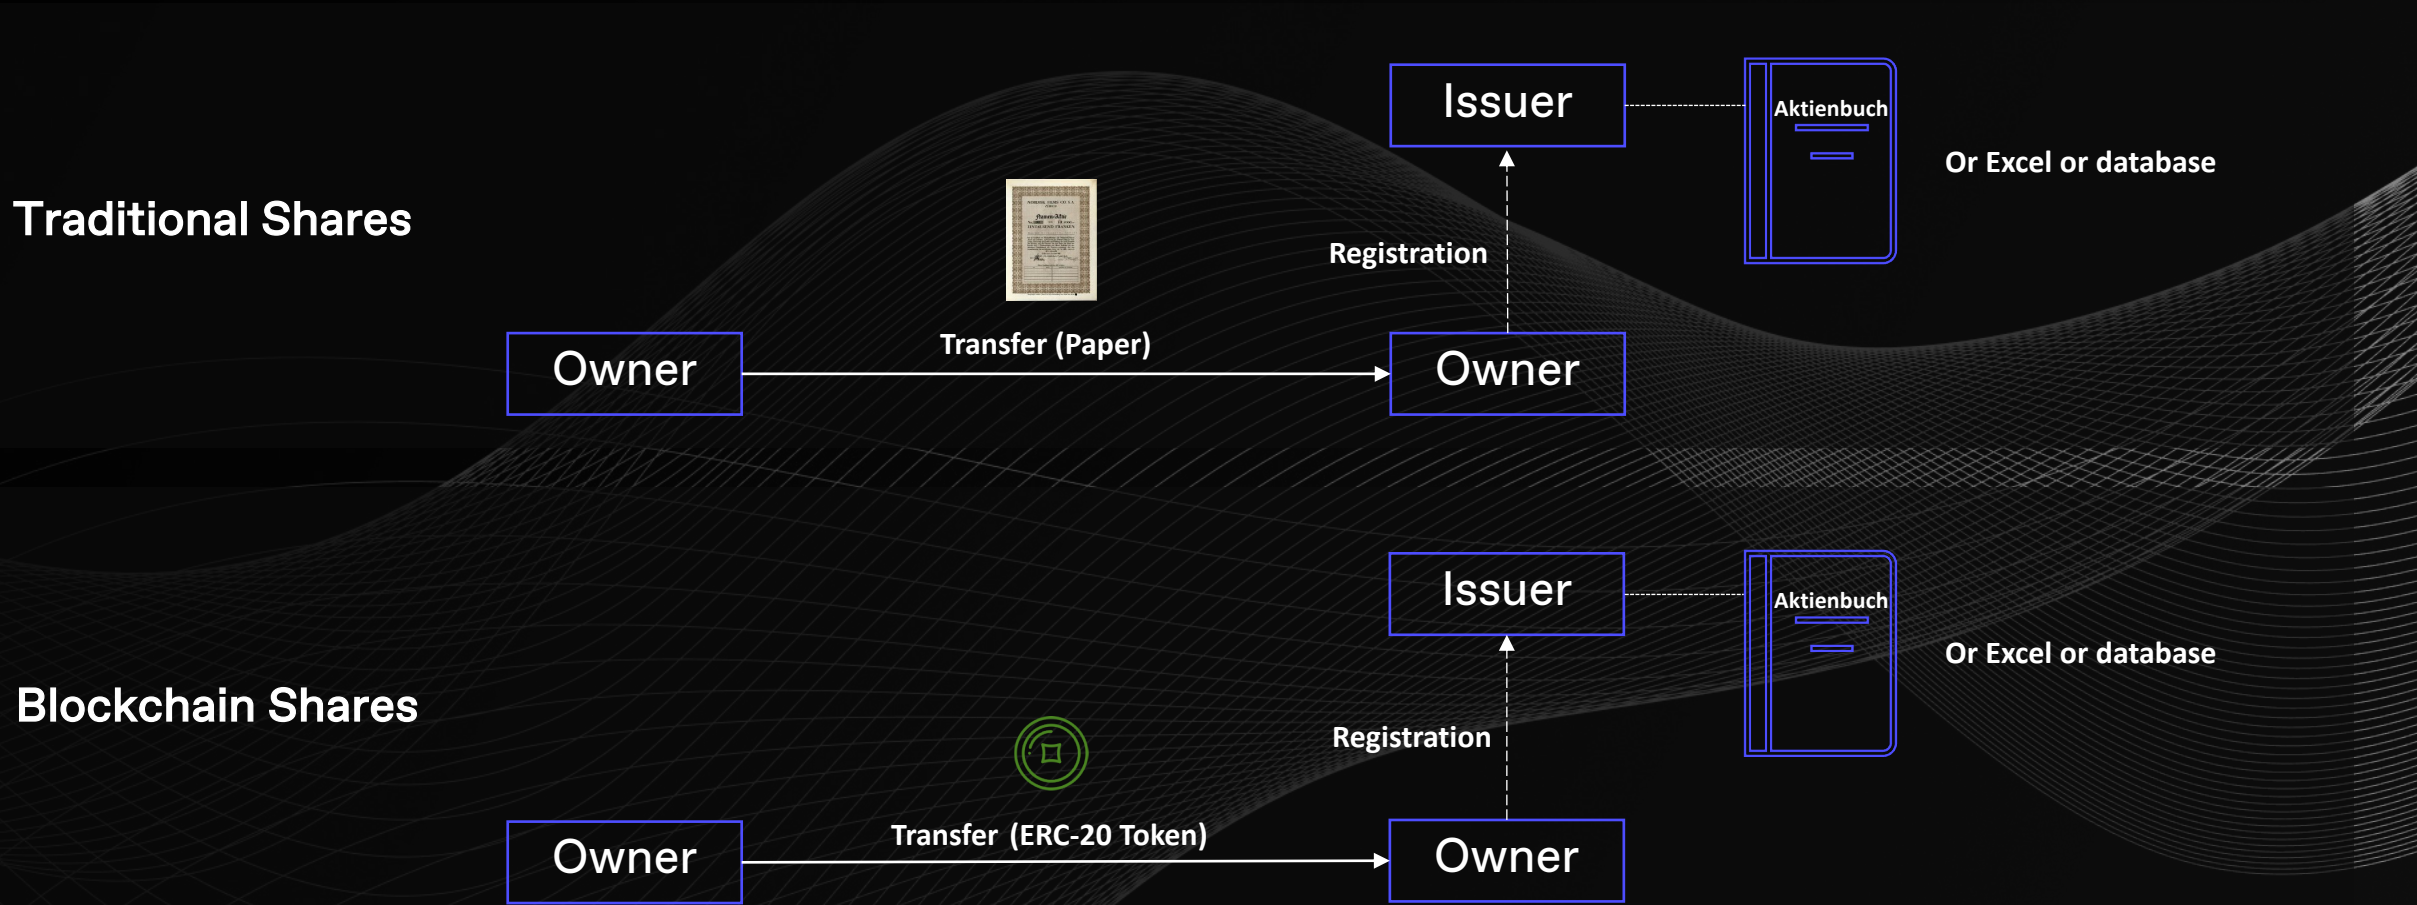 Issuer
Aktienbuch
Or Excel or database
Traditional Shares
Registration
Transfer (Paper)
Owner
Owner
Issuer
Aktienbuch
Or Excel or database
Blockchain Shares
Registration
Transfer (ERC-20 Token)
Owner
Owner